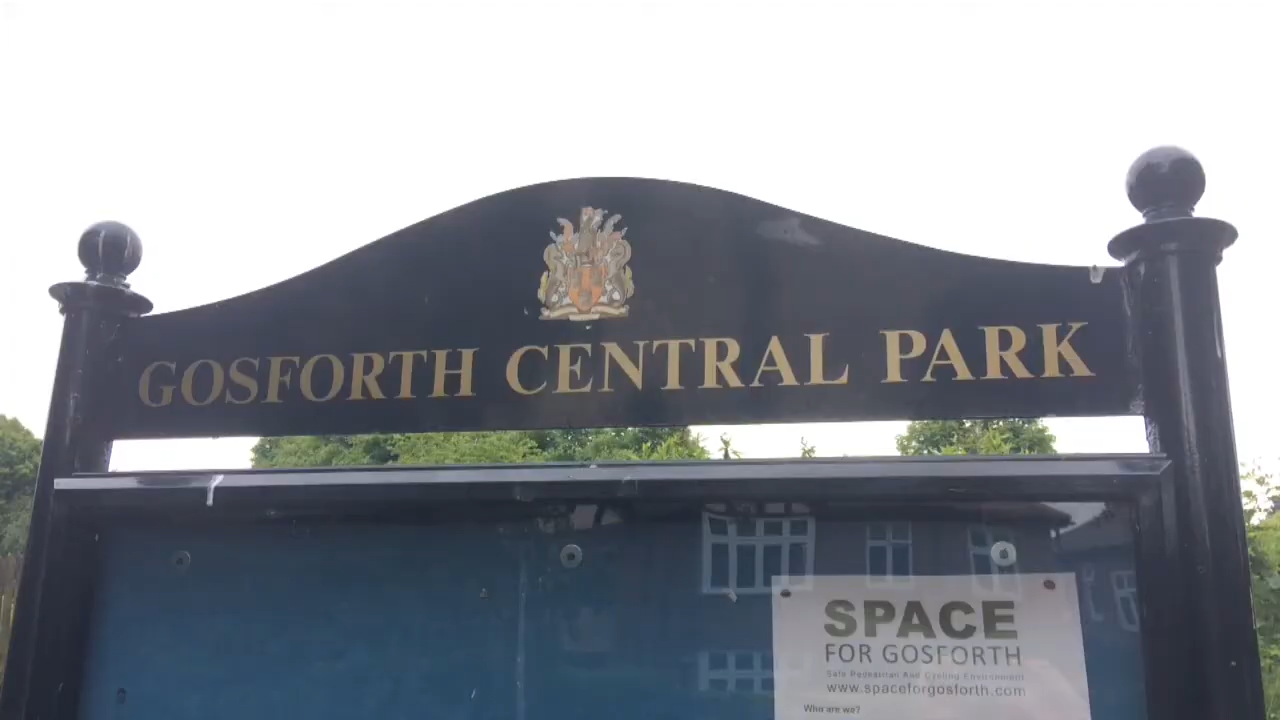 GOSFORTH CENTRAL PARK
SPACE
FOR GOSFORTH
Safe Pedestrian And Cycling Environment
www.spaceforgosforth.com
Who are we?